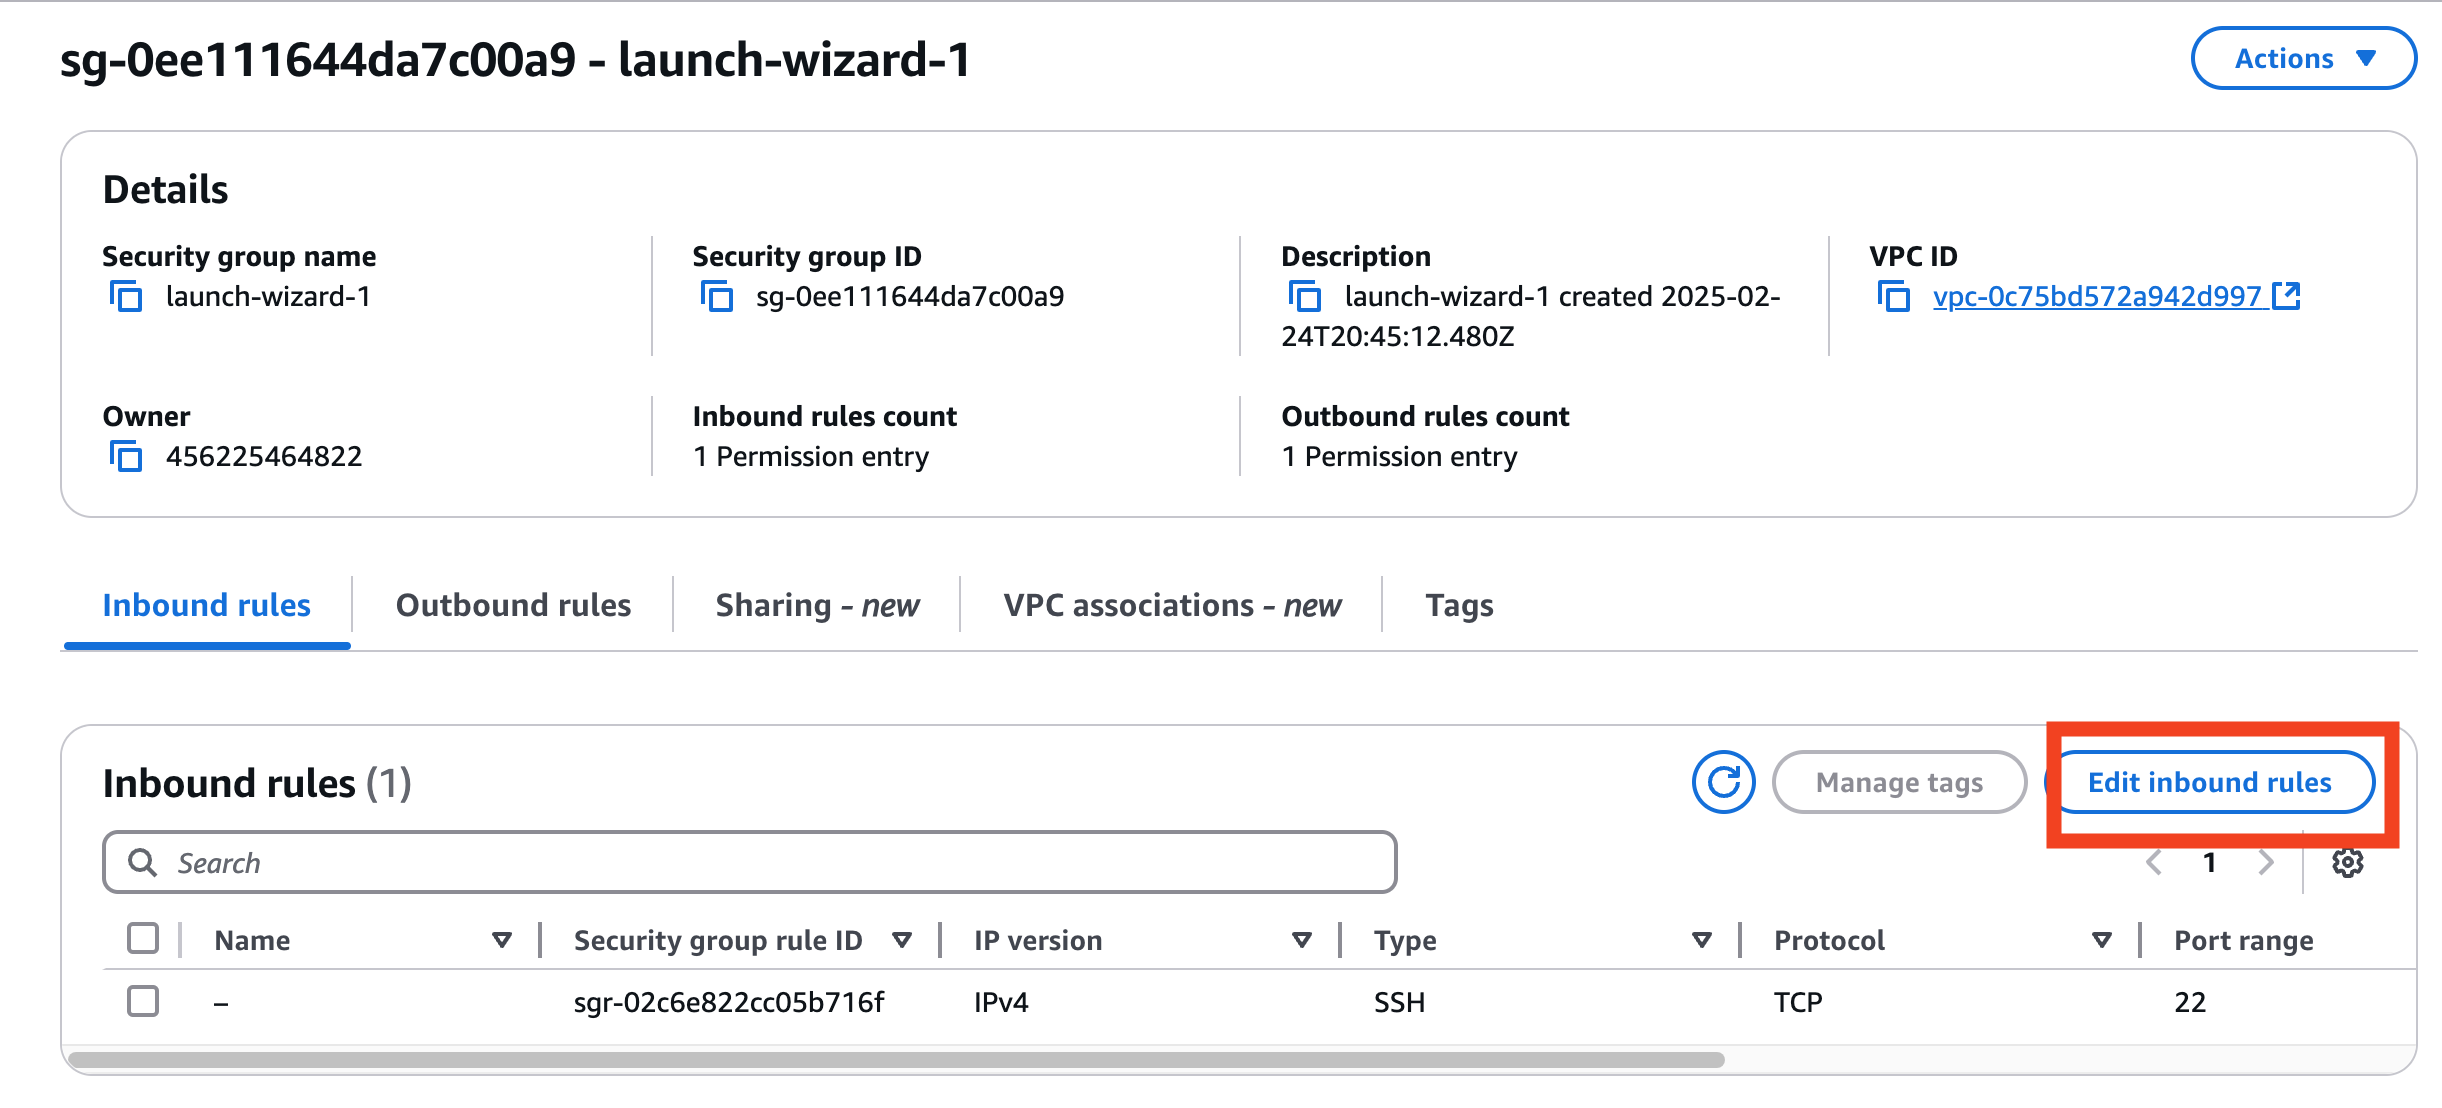 sg-0ee111644da7c00a9 - launch-wizard-1
Actions
Details
Security group name
launch-wizard-1
Security group ID
sg-0ee111644da7c00a9
Description
launch-wizard-1 created 2025-02-
24T20:45:12.480Z
VPC ID
vpc-0c75bd572a942d997
Owner
456225464822
Inbound rules count
1 Permission entry
Outbound rules count
1 Permission entry
Inbound rules
Outbound rules
Sharing - new
VPC associations - new
Tags
Inbound rules (1)
Manage tags
Edit inbound rules
Search
1
Name
Security group rule ID
IP version
Type
Protocol
Port range
–
sgr-02c6e822cc05b716f
IPv4
SSH
TCP
22